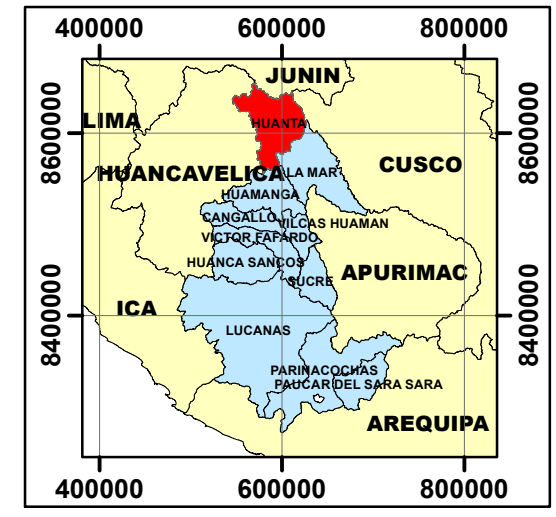 400000 600000 800000
JUNIN
8600000
LIMA
HUANTA
8600000
HUANCAVELICA
LA MAR
CUSCO
HUAMANGA
CANGALLO
VILCAS HUAMAN
VICTOR FAFARDO
HUANCA SANCOS
APURIMAC
SUCRE
8400000
ICA
8400000
LUCANAS
PARINACOCHAS
PAUCAR DEL SARA SARA
AREQUIPA
400000 600000 800000